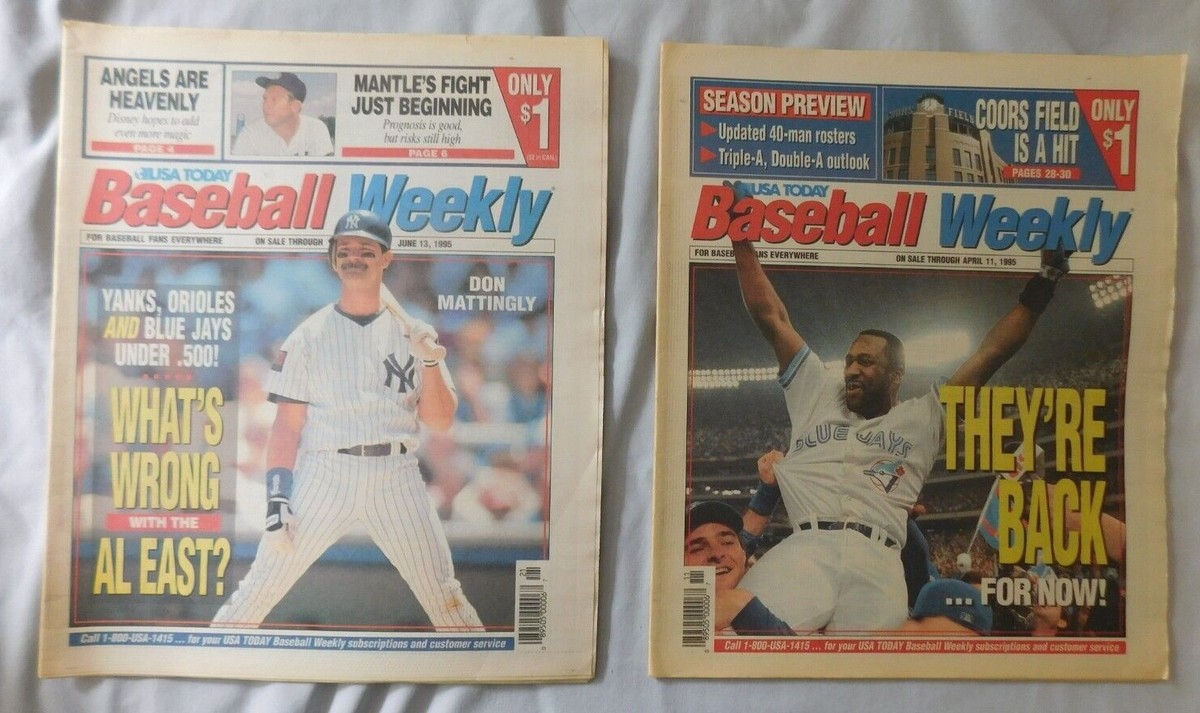 ANGELS ARE
HEAVENLY
Disney hopes to add
even more magic
PAGE 4
MANTLE'S FIGHT
JUST BEGINNING
Prognosis is good,
but risks still high
PAGE 6
ONLY
$1
USA TODAY
Baseball Weekly
FOR BASEBALL FANS EVERYWHERE ON SALE THROUGH JUNE 13, 1995
YANKS, ORIOLES
AND BLUE JAYS
UNDER .500!
WHAT'S
WRONG
WITH THE
AL EAST?
DON
MATTINGLY
NY
Call 1-800-USA-1415 ... for your USA TODAY Baseball Weekly subscriptions and customer service
SEASON PREVIEW
Updated 40-man rosters
Triple-A, Double-A outlook
FIELD
COORS FIELD
IS A HIT
PAGES 28-30
ONLY
$1
USA TODAY
Baseball Weekly
FOR BASEBALL FANS EVERYWHERE ON SALE THROUGH APRIL 11, 1995
BLUE JAYS
THEY'RE
BACK
... FOR NOW!
Call 1-800-USA-1415 ... for your USA TODAY Baseball Weekly subscriptions and customer service